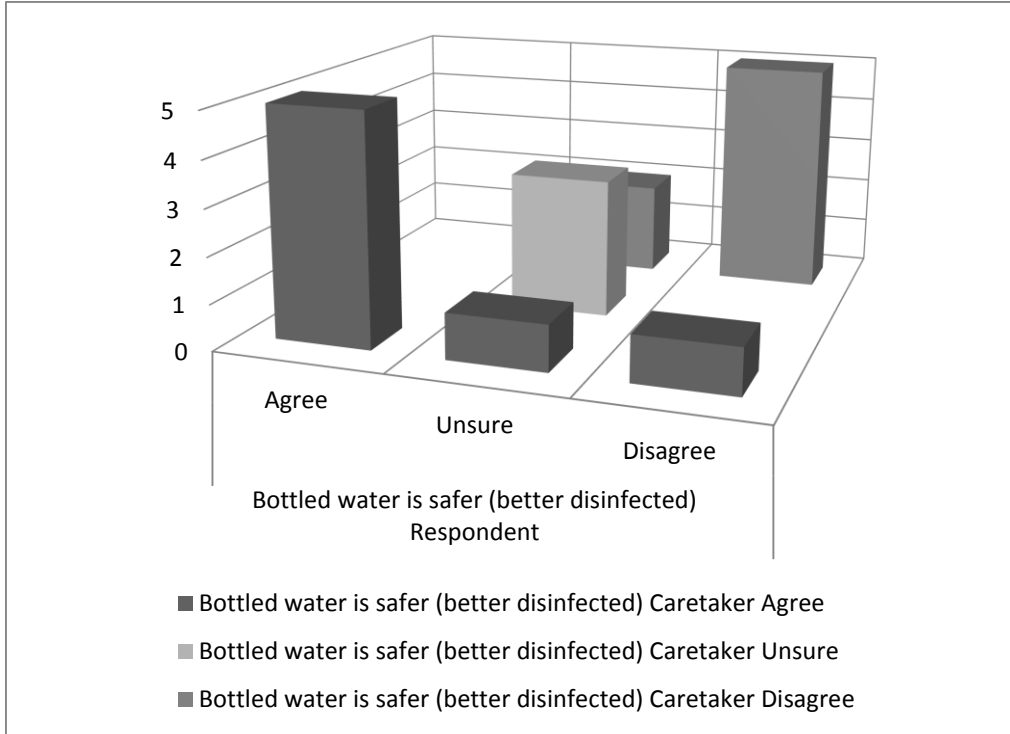 5
4
3
2
1
0
Agree
Unsure
Disagree
Bottled water is safer (better disinfected)
Respondent
Bottled water is safer (better disinfected) Caretaker Agree
Bottled water is safer (better disinfected) Caretaker Unsure
Bottled water is safer (better disinfected) Caretaker Disagree